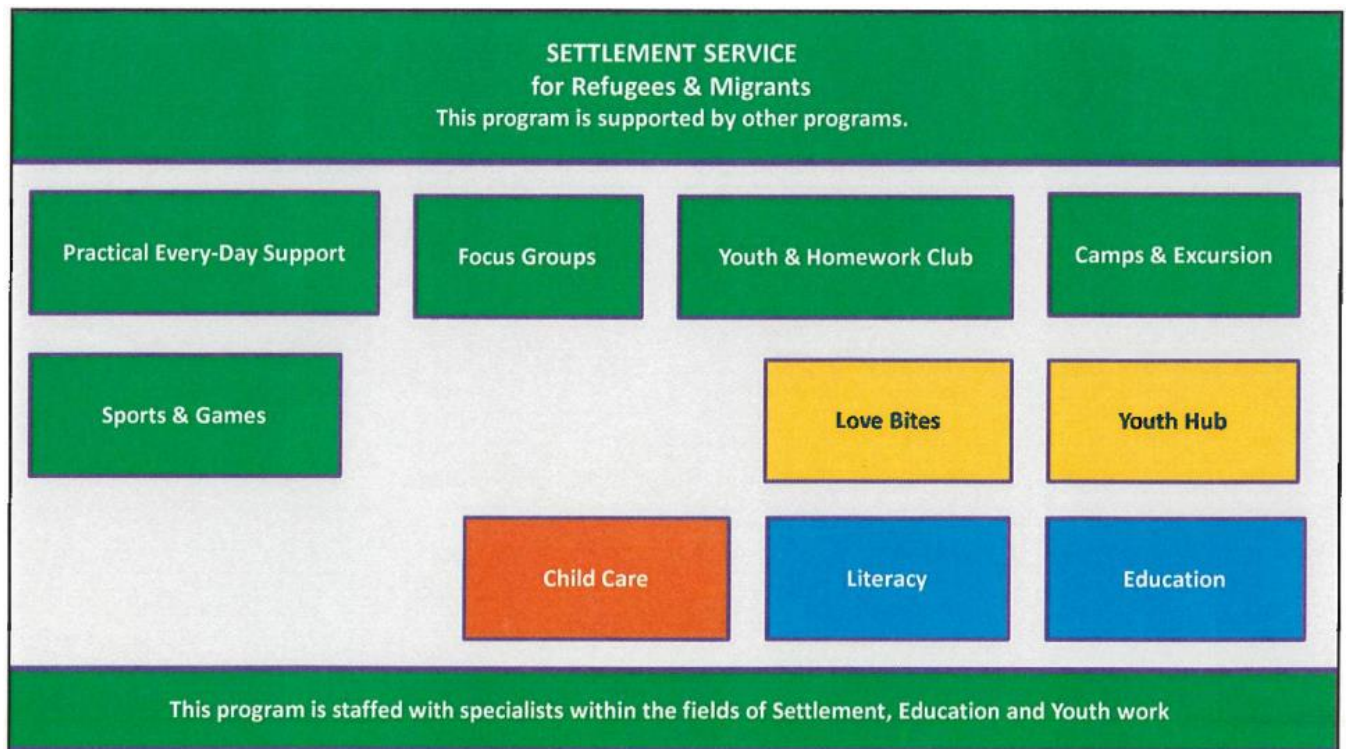 SETTLEMENT SERVICE
for Refugees & Migrants
This program is supported by other programs.
Practical Every-Day Support
Focus Groups
Youth & Homework Club
Camps & Excursion
Sports & Games
Love Bites
Youth Hub
Child Care
Literacy
Education
This program is staffed with specialists within the fields of Settlement, Education and Youth work